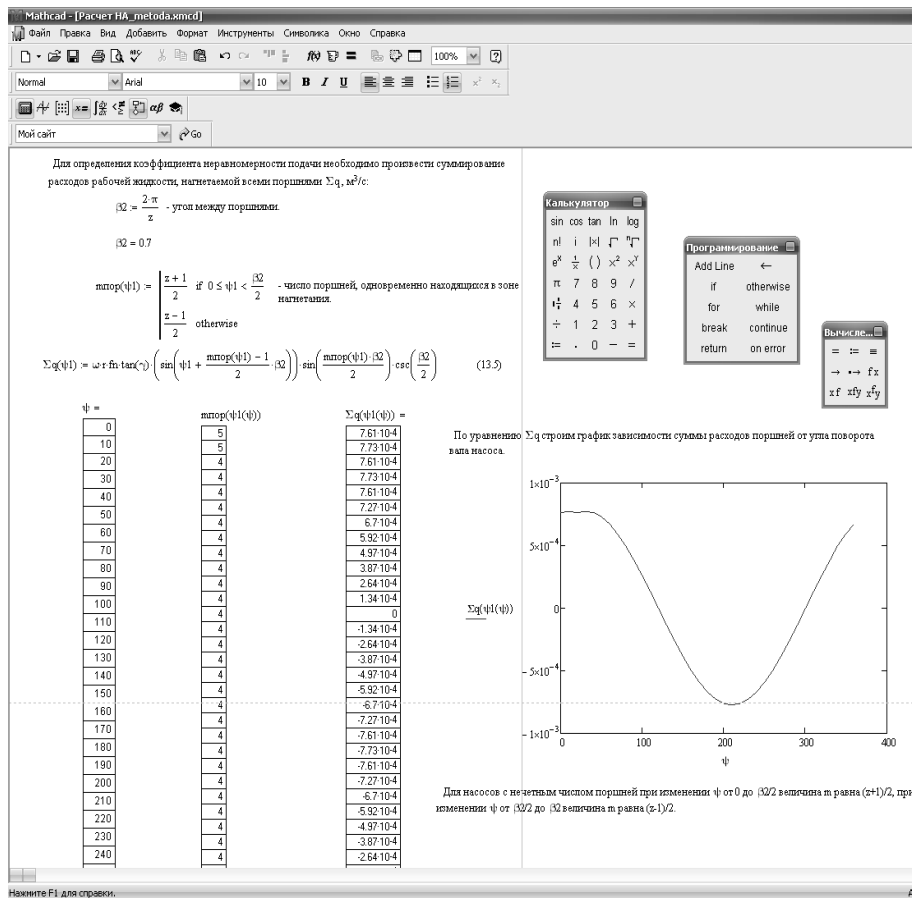 Mathcad - [Расчет НА_metoda.xmcd]
Файл Правка Вид Добавить Формат Инструменты Символика Окно Справка
100%
Normal Arial 10 B I U
Мой сайт Go
Для определения коэффициента неравномерности подачи необходимо произвести суммирование
расходов рабочей жидкости, нагнетаемой всеми поршнями Σq, м³/с:
β2 := 2·π/z - угол между поршнями.
β2 = 0.7
mпор(ψ1) := | (z + 1)/2 if 0 ≤ ψ1 < β2/2 - число поршней, одновременно находящихся в зоне
нагнетания.
(z − 1)/2 otherwise
Σq(ψ1) := ω·r·fп·tan(γ)·(sin(ψ1 + (mпор(ψ1) − 1)/2·β2))·sin(mпор(ψ1)·β2/2)·csc(β2/2) (13.5)
Калькулятор
sin cos tan ln log
n! i |×| √ ⁿ√
eˣ 1/x ( ) ×² ×ʸ
π 7 8 9 /
4 5 6 ×
÷ 1 2 3 +
:= . 0 − =
Программирование
Add Line ←
if otherwise
for while
break continue
return on error
Вычисле...
= := ≡
→ •→ fx
xf xfy xᶠy
ψ = mпор(ψ1(ψ)) Σq(ψ1(ψ)) =
0 5 7.61·10-4
10 5 7.73·10-4
20 4 7.61·10-4
30 4 7.73·10-4
40 4 7.61·10-4
50 4 7.27·10-4
60 4 6.7·10-4
70 4 5.92·10-4
80 4 4.97·10-4
90 4 3.87·10-4
100 4 2.64·10-4
110 4 1.34·10-4
120 4 0
130 4 -1.34·10-4
140 4 -2.64·10-4
150 4 -3.87·10-4
160 4 -4.97·10-4
170 4 -5.92·10-4
180 4 -6.7·10-4
190 4 -7.27·10-4
200 4 -7.61·10-4
210 4 -7.73·10-4
220 4 -7.61·10-4
230 4 -7.27·10-4
240 4 -6.7·10-4
4 -5.92·10-4
4 -4.97·10-4
4 -3.87·10-4
4 -2.64·10-4
По уравнению Σq строим график зависимости суммы расходов поршней от угла поворота
вала насоса.
1×10⁻³
5×10⁻⁴
Σq(ψ1(ψ)) 0
− 5×10⁻⁴
− 1×10⁻³
0 100 200 300 400
ψ
Для насосов с нечетным числом поршней при изменении ψ от 0 до β2/2 величина m равна (z+1)/2, при
изменении ψ от β2/2 до β2 величина m равна (z-1)/2.
Нажмите F1 для справки.